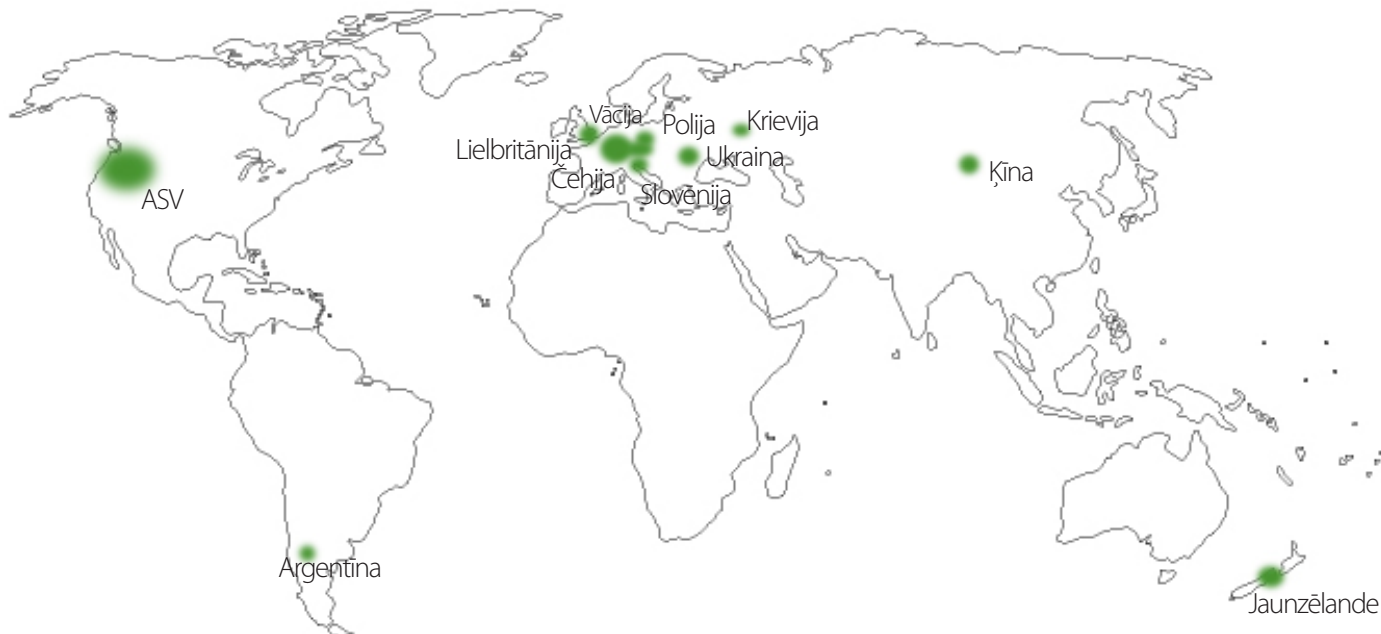 Vācija
Polija
Krievija
Lielbritānija
Ukraina
Čehija
Slovēnija
Ķīna
ASV
Argentīna
Jaunzēlande